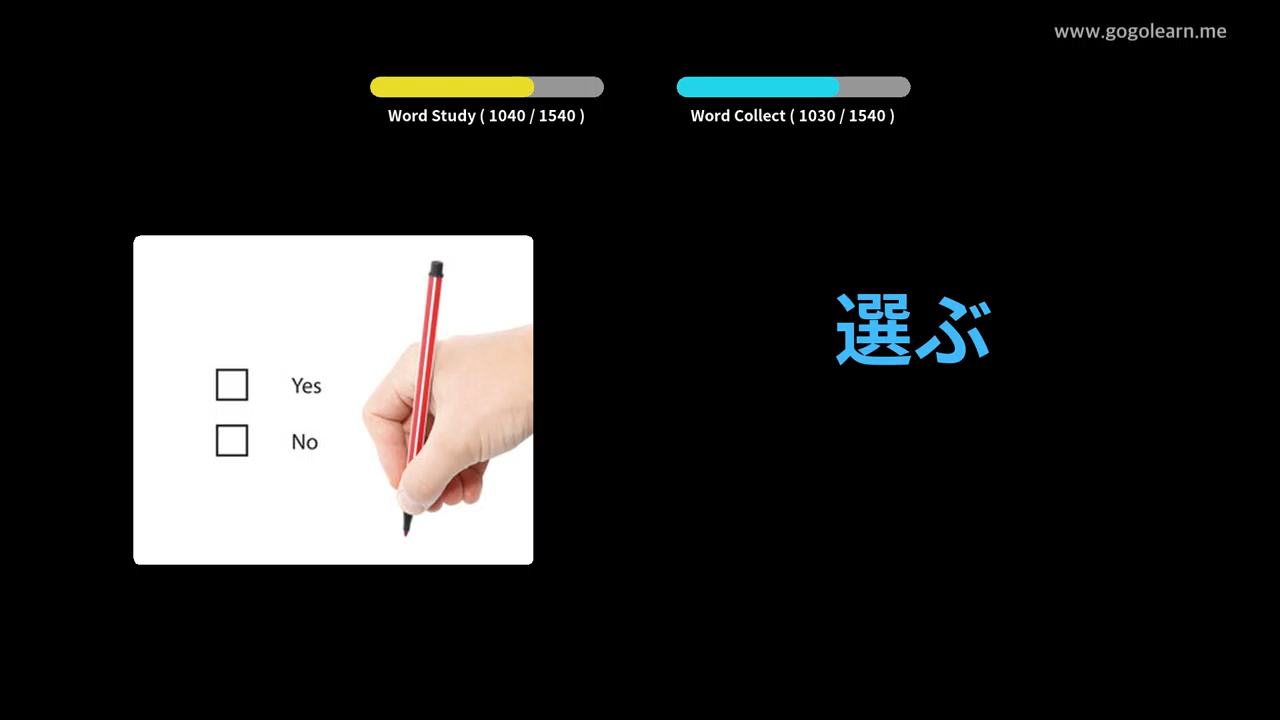 www.gogolearn.me
Word Study ( 1040 / 1540 )
Word Collect ( 1030 / 1540 )
Yes
No
選ぶ